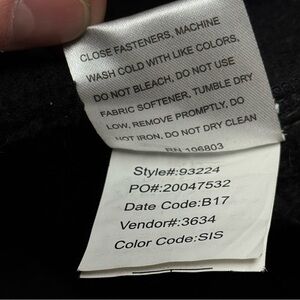 CLOSE FASTENERS, MACHINE
WASH COLD WITH LIKE COLORS,
DO NOT BLEACH, DO NOT USE
FABRIC SOFTENER, TUMBLE DRY
LOW, REMOVE PROMPTLY, DO
NOT IRON, DO NOT DRY CLEAN
RN 106803
Style#:93224
PO#:20047532
Date Code:B17
Vendor#:3634
Color Code:SIS